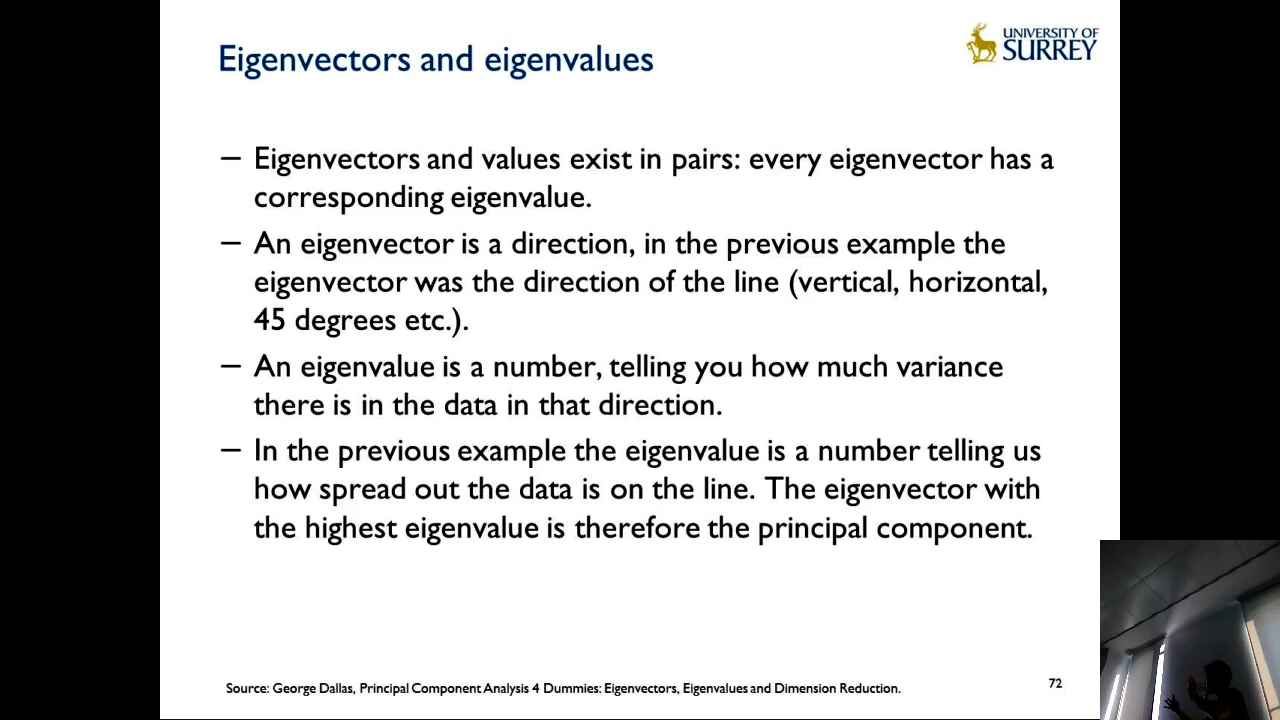 Eigenvectors and eigenvalues
UNIVERSITY OF
SURREY
– Eigenvectors and values exist in pairs: every eigenvector has a
corresponding eigenvalue.
– An eigenvector is a direction, in the previous example the
eigenvector was the direction of the line (vertical, horizontal,
45 degrees etc.).
– An eigenvalue is a number, telling you how much variance
there is in the data in that direction.
– In the previous example the eigenvalue is a number telling us
how spread out the data is on the line. The eigenvector with
the highest eigenvalue is therefore the principal component.
Source: George Dallas, Principal Component Analysis 4 Dummies: Eigenvectors, Eigenvalues and Dimension Reduction.
72